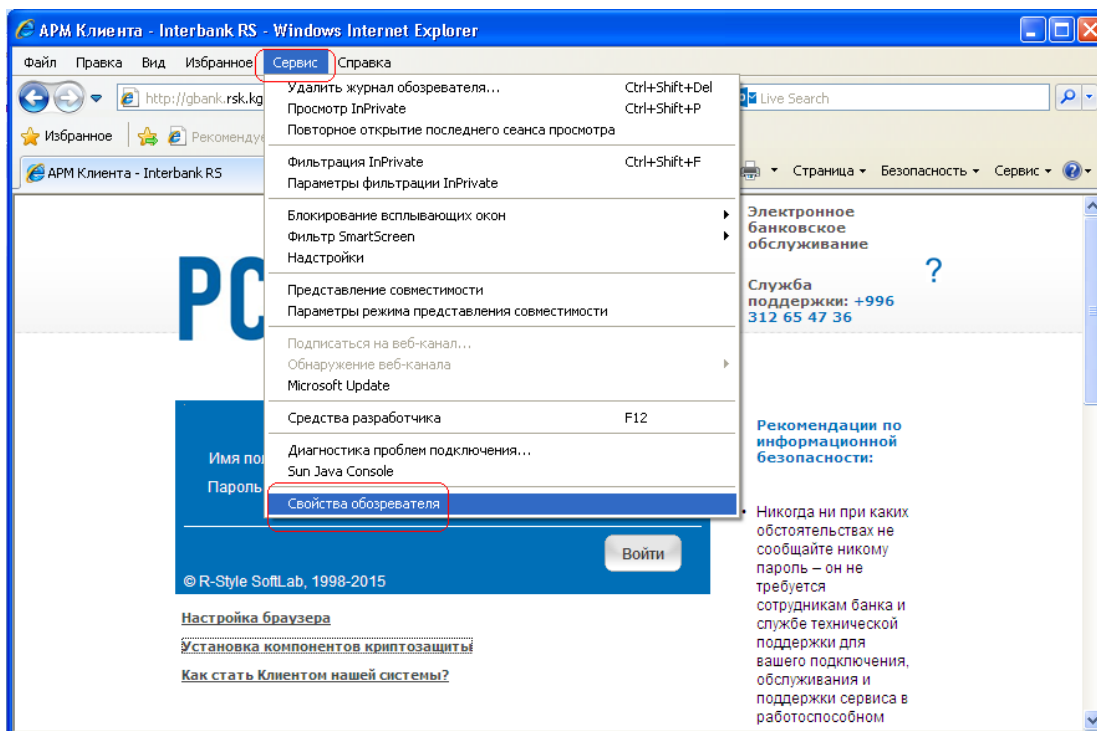 АРМ Клиента - Interbank RS - Windows Internet Explorer
Файл Правка Вид Избранное Сервис Справка
http://gbank.rsk.kg
Live Search
Избранное
АРМ Клиента - Interbank RS
Страница Безопасность Сервис
Удалить журнал обозревателя... Ctrl+Shift+Del
Просмотр InPrivate Ctrl+Shift+P
Повторное открытие последнего сеанса просмотра
Фильтрация InPrivate Ctrl+Shift+F
Параметры фильтрации InPrivate
Блокирование всплывающих окон
Фильтр SmartScreen
Надстройки
Представление совместимости
Параметры режима представления совместимости
Подписаться на веб-канал...
Обнаружение веб-канала
Microsoft Update
Средства разработчика F12
Диагностика проблем подключения...
Sun Java Console
Свойства обозревателя
РС
Имя
Пароль
Войти
© R-Style SoftLab, 1998-2015
Настройка браузера
Установка компонентов криптозащиты
Как стать Клиентом нашей системы?
Электронное
банковское
обслуживание
?
Служба
поддержки: +996
312 65 47 36
Рекомендации по
информационной
безопасности:
• Никогда ни при каких
обстоятельствах не
сообщайте никому
пароль – он не
требуется
сотрудникам банка и
службе технической
поддержки для
вашего подключения,
обслуживания и
поддержки сервиса в
работоспособном